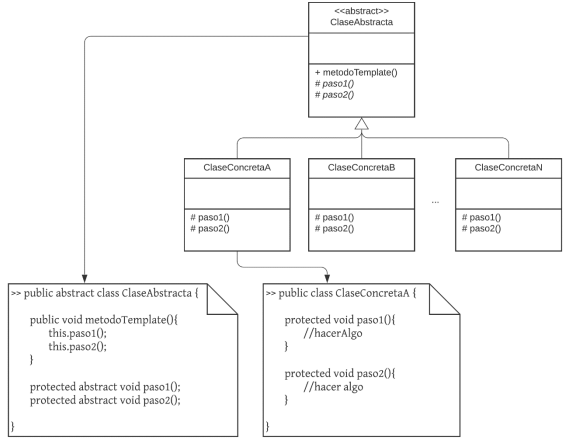 <<abstract>>
ClaseAbstracta
+ metodoTemplate()
# paso1()
# paso2()
ClaseConcretaA
# paso1()
# paso2()
ClaseConcretaB
# paso1()
# paso2()
...
ClaseConcretaN
# paso1()
# paso2()
>> public abstract class ClaseAbstracta {
public void metodoTemplate(){
this.paso1();
this.paso2();
}
protected abstract void paso1();
protected abstract void paso2();
}
>> public class ClaseConcretaA {
protected void paso1(){
//hacerAlgo
}
protected void paso2(){
//hacer algo
}
}